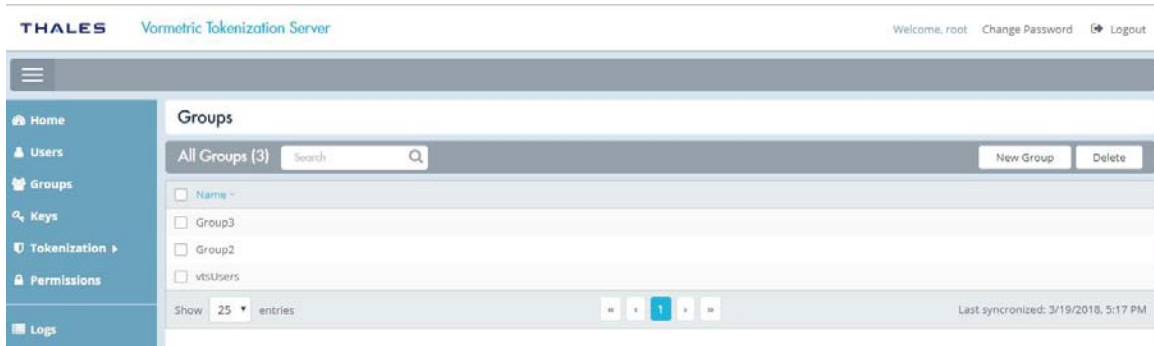 THALES Vormetric Tokenization Server Welcome, root Change Password Logout
Home
Users
Groups
Keys
Tokenization
Permissions
Logs
Groups
All Groups (3) Search New Group Delete
Name
Group3
Group2
vtsUsers
Show 25 entries « ‹ 1 › » Last syncronized: 3/19/2018, 5:17 PM